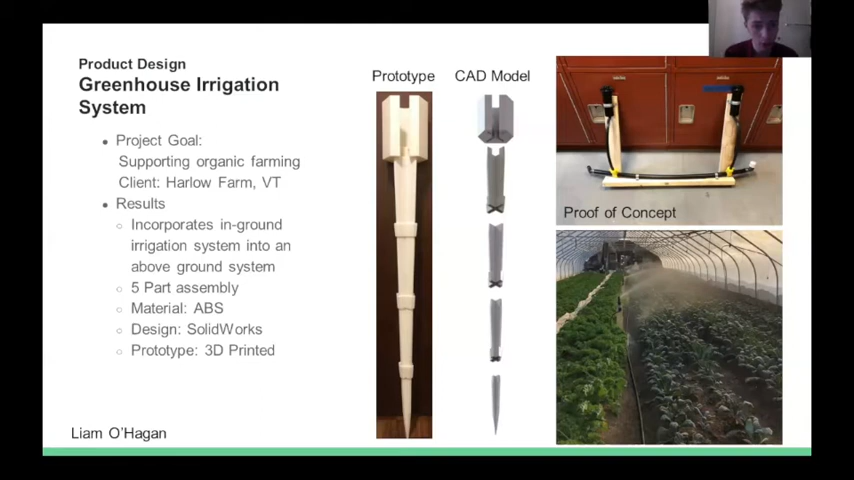 Product Design
Greenhouse Irrigation
System
Prototype
CAD Model
• Project Goal:
Supporting organic farming
Client: Harlow Farm, VT
• Results
○ Incorporates in-ground
irrigation system into an
above ground system
○ 5 Part assembly
○ Material: ABS
○ Design: SolidWorks
○ Prototype: 3D Printed
Proof of Concept
Liam O'Hagan